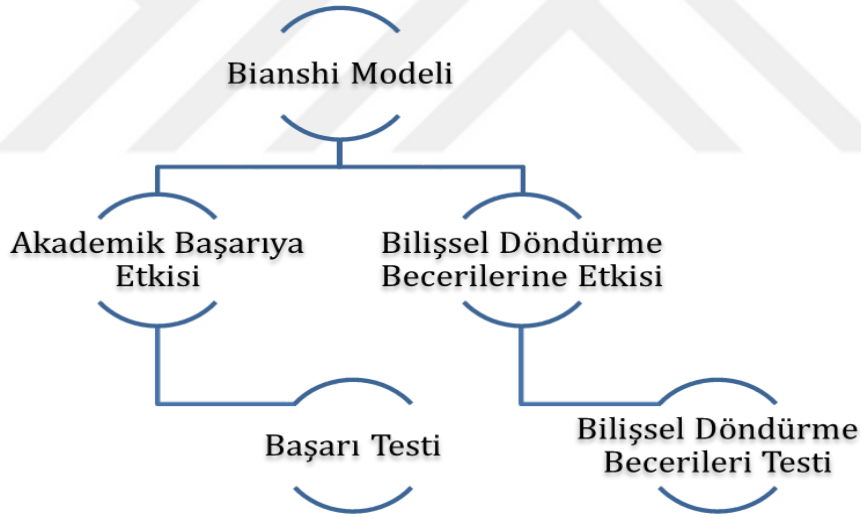 Bianshi Modeli
Akademik Başarıya
Etkisi
Bilişsel Döndürme
Becerilerine Etkisi
Başarı Testi
Bilişsel Döndürme
Becerileri Testi